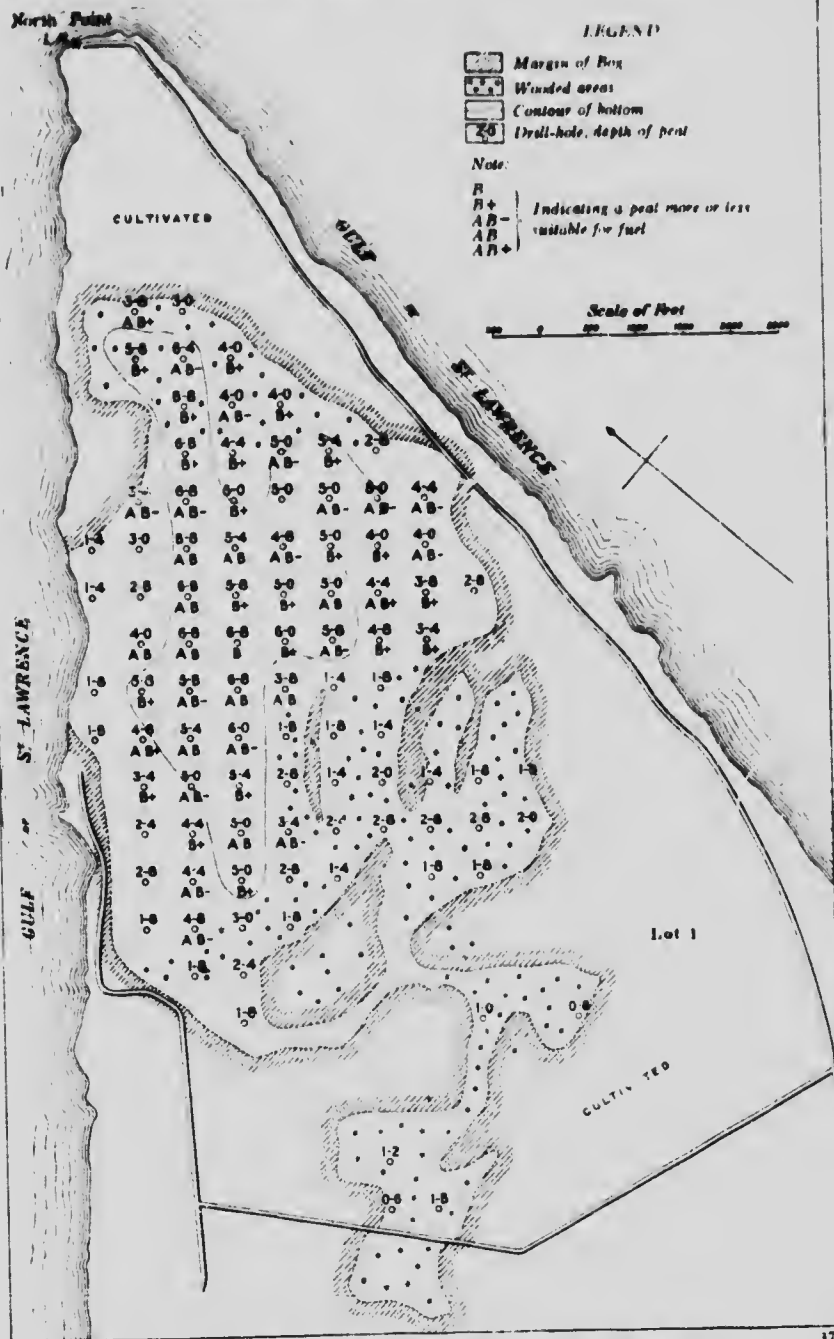 North Point
LEGEND
Margin of Bog
Wooded areas
Contour of bottom
2-0 Drill-hole, depth of peat
Note:
B
B+
AB-
AB
AB+
Indicating a peat more or less
suitable for fuel
Scale of Feet
CULTIVATED
GULF
ST LAWRENCE
3-8 3-0
AB+
5-8 6-4 4-0
B+ AB- B+
8-8 4-0 4-0
B+ AB- B+
6-8 4-4 5-0 5-4 2-8
B+ B+ AB- B+
6-8 6-0 5-0 5-0 4-4
AB- AB- B+ AB- AB- AB-
1-4 3-0 5-4 4-8 5-0 4-0 4-0
AB AB AB- B+ B+ AB-
1-4 2-8 6-8 5-8 5-0 5-0 4-4 3-8 2-8
AB B+ B+ AB AB+ B+
4-0 6-8 6-8 6-0 5-8 4-8 3-4
AB AB B B+ AB- B+ B+
1-8 5-8 6-8 3-8 1-4 1-8
B+ AB- AB AB
1-8 4-8 5-4 6-0 1-8 1-8 1-4
AB+ AB AB-
3-4 5-4 2-8 1-4 2-0 1-4 1-8 1-8
B+ AB- B+
2-4 4-4 5-0 3-4 2-4 2-8 2-8 2-8 2-0
B+ AB AB-
2-8 4-4 5-0 2-8 1-4 1-8 1-8
AB- B+
1-8 4-8 3-0 1-8
AB-
1-8 2-4
1-8
1-0 0-6
1-2
0-6 1-8
ST LAWRENCE
GULF
Lot 1